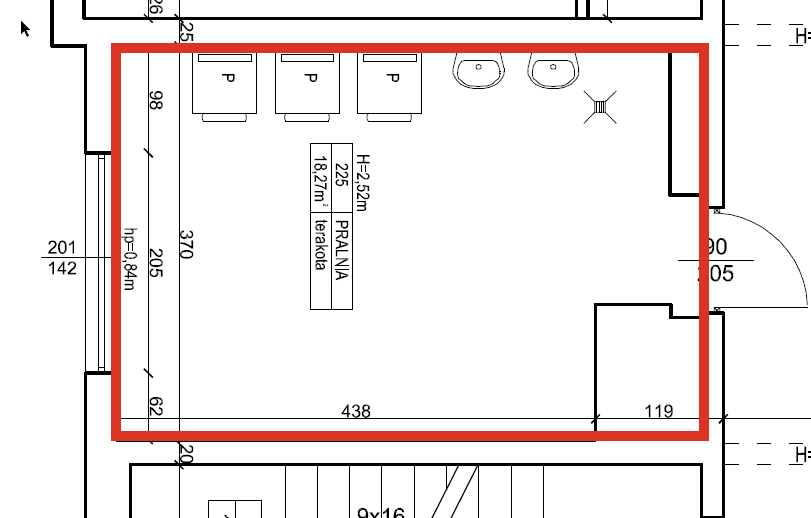 26
25
H=
P
P
P
98
H=2,52m
225 PRALNIA
18,27m² terakota
201
142
hp=0,84m
205
370
90
205
62
438
119
20
H=
9x16